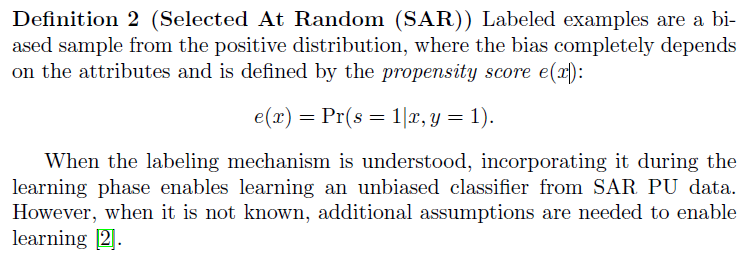 Definition 2 (Selected At Random (SAR)) Labeled examples are a bi-
ased sample from the positive distribution, where the bias completely depends
on the attributes and is defined by the propensity score e(x):
e(x) = Pr(s = 1|x, y = 1).
When the labeling mechanism is understood, incorporating it during the
learning phase enables learning an unbiased classifier from SAR PU data.
However, when it is not known, additional assumptions are needed to enable
learning [2].